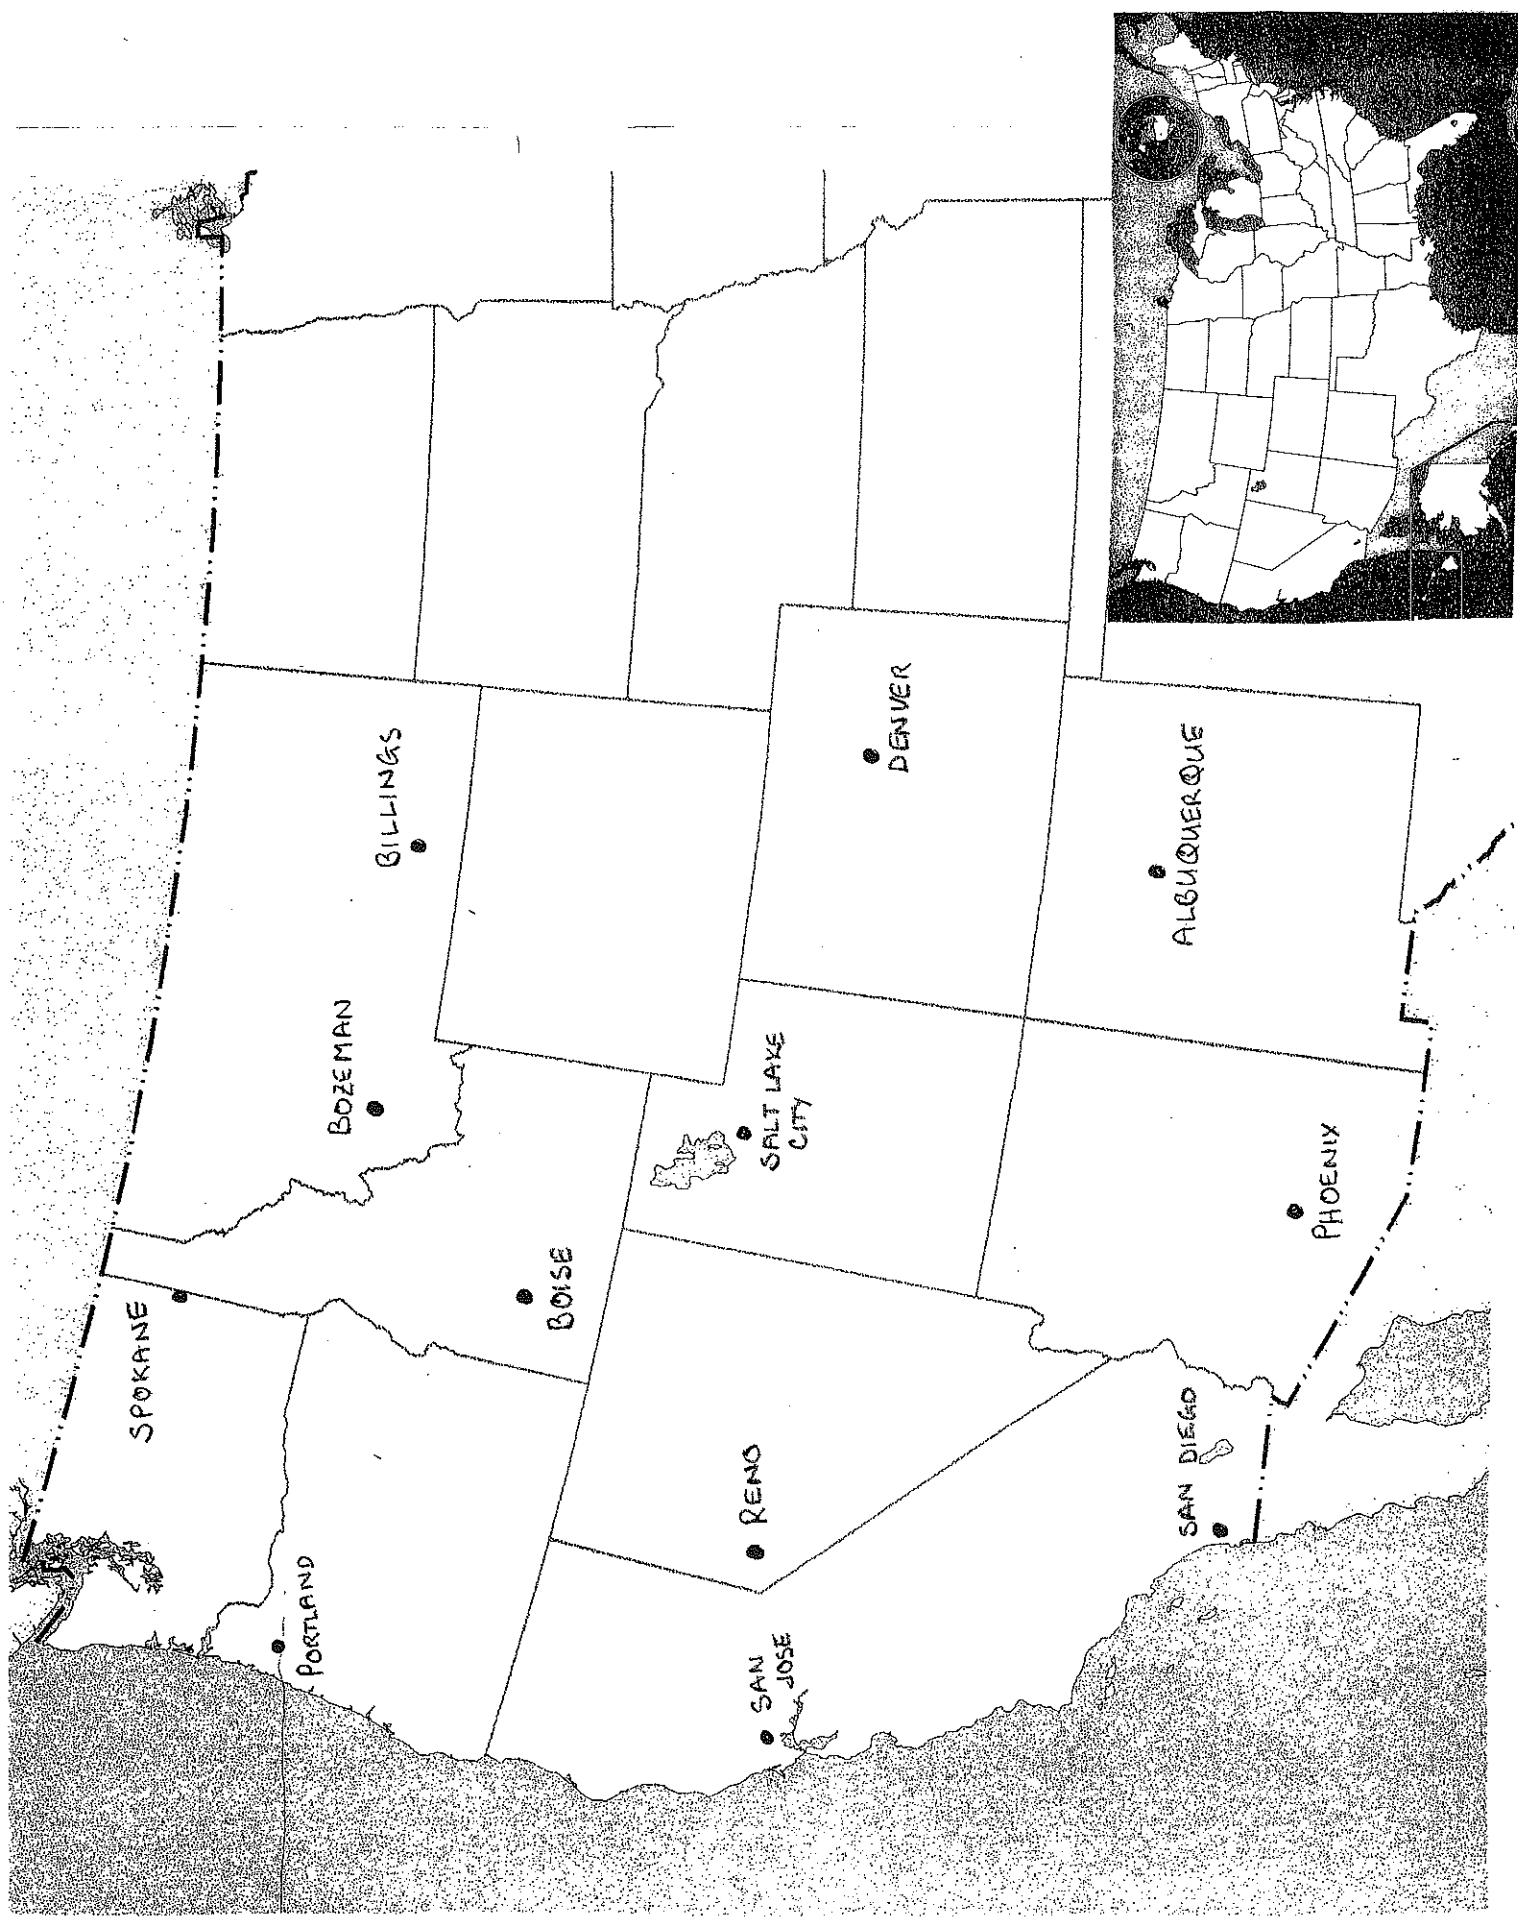 SPOKANE
PORTLAND
BOZEMAN
BILLINGS
BOISE
RENO
SAN
JOSE
SALT LAKE
CITY
DENVER
SAN DIEGO
PHOENIX
ALBUQUERQUE